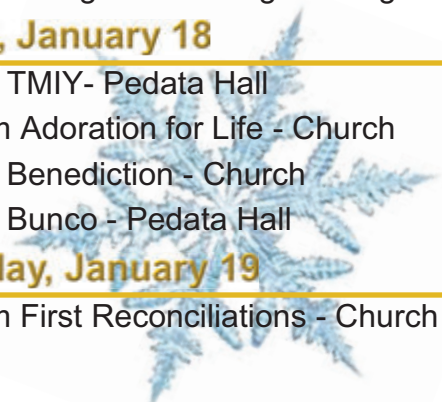 , January 18
TMIY- Pedata Hall
Adoration for Life - Church
Benediction - Church
Bunco - Pedata Hall
January 19
First Reconciliations - Church